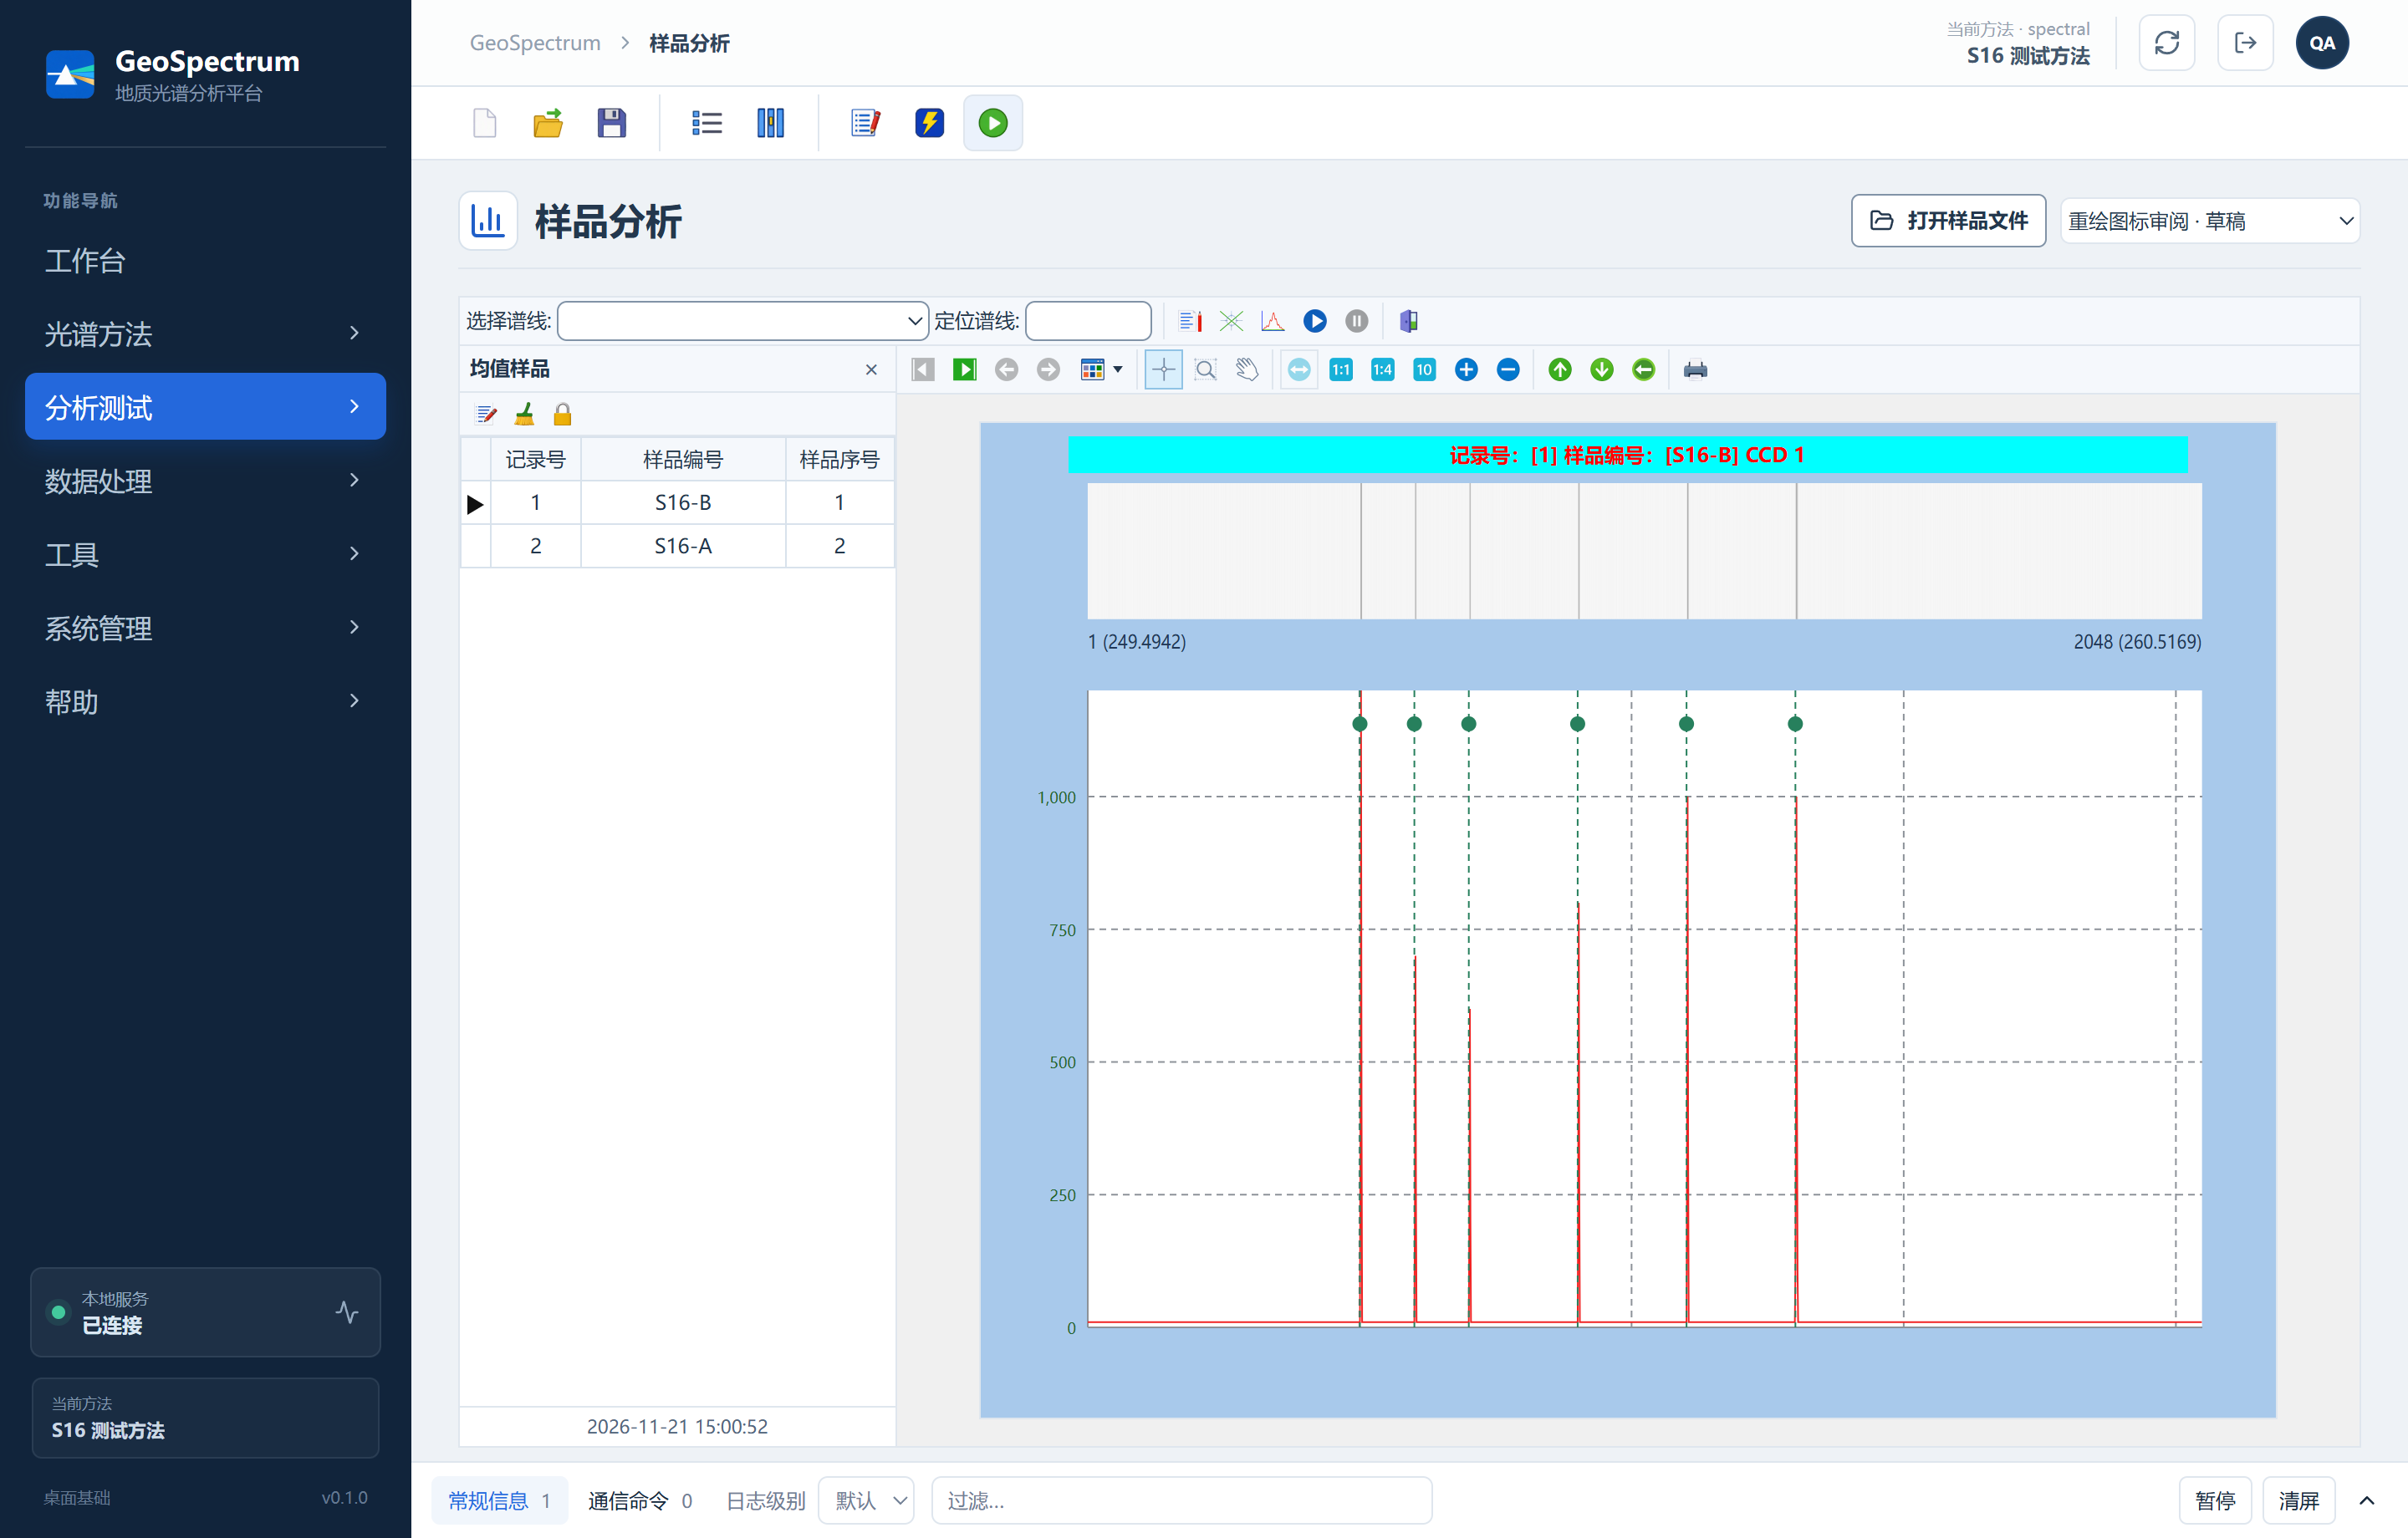 GeoSpectrum
地质光谱分析平台
功能导航
工作台
光谱方法
分析测试
数据处理
工具
系统管理
帮助
本地服务
已连接
当前方法
S16 测试方法
桌面基础 v0.1.0
GeoSpectrum > 样品分析
当前方法 · spectral
S16 测试方法
QA
样品分析
打开样品文件
重绘图标审阅 · 草稿
选择谱线: 定位谱线:
均值样品 ×
1:1 1:4 10
记录号 样品编号 样品序号
1 S16-B 1
2 S16-A 2
2026-11-21 15:00:52
记录号: [1] 样品编号: [S16-B] CCD 1
1 (249.4942) 2048 (260.5169)
1,000
750
500
250
0
常规信息 1 通信命令 0 日志级别 默认 过滤... 暂停 清屏